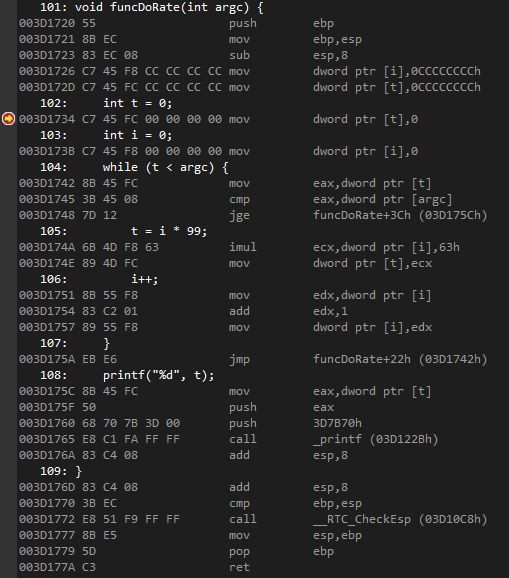 101: void funcDoRate(int argc) {
003D1720 55 push ebp
003D1721 8B EC mov ebp,esp
003D1723 83 EC 08 sub esp,8
003D1726 C7 45 F8 CC CC CC CC mov dword ptr [i],0CCCCCCCCh
003D172D C7 45 FC CC CC CC CC mov dword ptr [t],0CCCCCCCCh
102: int t = 0;
003D1734 C7 45 FC 00 00 00 00 mov dword ptr [t],0
103: int i = 0;
003D173B C7 45 F8 00 00 00 00 mov dword ptr [i],0
104: while (t < argc) {
003D1742 8B 45 FC mov eax,dword ptr [t]
003D1745 3B 45 08 cmp eax,dword ptr [argc]
003D1748 7D 12 jge funcDoRate+3Ch (03D175Ch)
105: t = i * 99;
003D174A 6B 4D F8 63 imul ecx,dword ptr [i],63h
003D174E 89 4D FC mov dword ptr [t],ecx
106: i++;
003D1751 8B 55 F8 mov edx,dword ptr [i]
003D1754 83 C2 01 add edx,1
003D1757 89 55 F8 mov dword ptr [i],edx
107: }
003D175A EB E6 jmp funcDoRate+22h (03D1742h)
108: printf("%d", t);
003D175C 8B 45 FC mov eax,dword ptr [t]
003D175F 50 push eax
003D1760 68 70 7B 3D 00 push 3D7B70h
003D1765 E8 C1 FA FF FF call _printf (03D122Bh)
003D176A 83 C4 08 add esp,8
109: }
003D176D 83 C4 08 add esp,8
003D1770 3B EC cmp ebp,esp
003D1772 E8 51 F9 FF FF call __RTC_CheckEsp (03D10C8h)
003D1777 8B E5 mov esp,ebp
003D1779 5D pop ebp
003D177A C3 ret